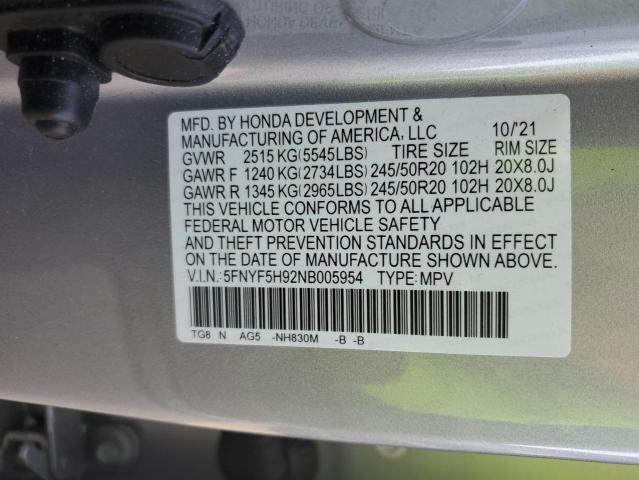 MFD. BY HONDA DEVELOPMENT &
MANUFACTURING OF AMERICA, LLC 10/'21
GVWR 2515 KG(5545LBS) TIRE SIZE RIM SIZE
GAWR F 1240 KG(2734LBS) 245/50R20 102H 20X8.0J
GAWR R 1345 KG(2965LBS) 245/50R20 102H 20X8.0J
THIS VEHICLE CONFORMS TO ALL APPLICABLE
FEDERAL MOTOR VEHICLE SAFETY
AND THEFT PREVENTION STANDARDS IN EFFECT
ON THE DATE OF MANUFACTURE SHOWN ABOVE.
V.I.N.:5FNYF5H92NB005954 TYPE:MPV
TG8 N AG5 -NH830M -B -B